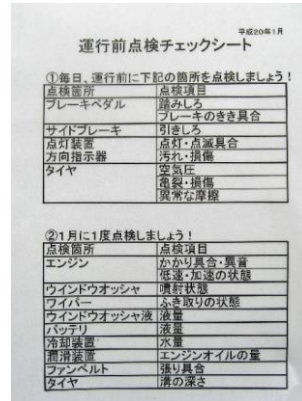 平成20年1月
運行前点検チェックシート
①毎日、運行前に下記の箇所を点検しましょう!
点検箇所 点検項目
ブレーキペダル 踏みしろ
ブレーキのきき具合
サイドブレーキ 引きしろ
点灯装置 点灯・点滅具合
方向指示器 汚れ・損傷
タイヤ 空気圧
亀裂・損傷
異常な摩擦
②1月に1度点検しましょう!
点検箇所 点検項目
エンジン かかり具合・異音
低速・加速の状態
ウインドウオッシャ 噴射状態
ワイパー ふき取りの状態
ウインドウオッシャ液 液量
バッテリ 液量
冷却装置 水量
潤滑装置 エンジンオイルの量
ファンベルト 張り具合
タイヤ 溝の深さ